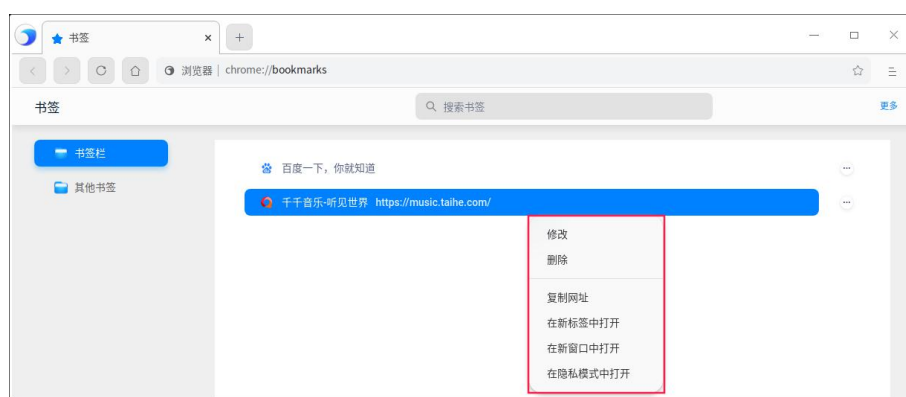 书签
浏览器 | chrome://bookmarks
书签
搜索书签
更多
书签栏
其他书签
百度一下，你就知道
千千音乐-听见世界 https://music.taihe.com/
修改
删除
复制网址
在新标签中打开
在新窗口中打开
在隐私模式中打开